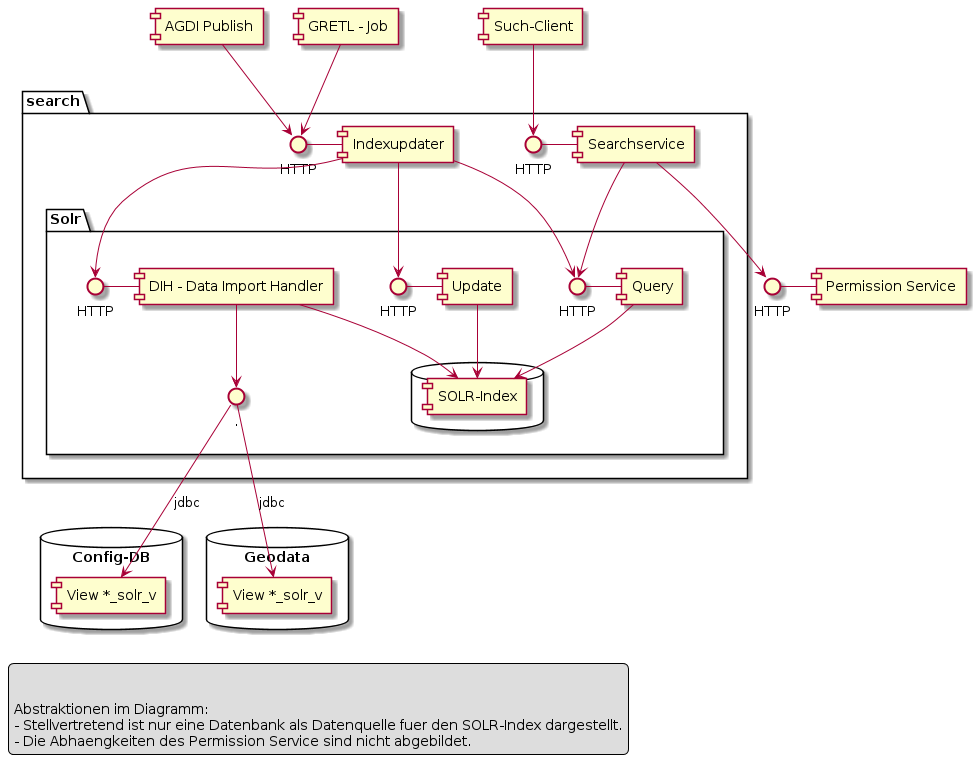 AGDI Publish
GRETL - Job
Such-Client
search
HTTP
Indexupdater
HTTP
Searchservice
Solr
HTTP
DIH - Data Import Handler
HTTP
Update
HTTP
Query
HTTP
Permission Service
.
SOLR-Index
jdbc
jdbc
Config-DB
View *_solr_v
Geodata
View *_solr_v
Abstraktionen im Diagramm:
- Stellvertretend ist nur eine Datenbank als Datenquelle fuer den SOLR-Index dargestellt.
- Die Abhaengkeiten des Permission Service sind nicht abgebildet.